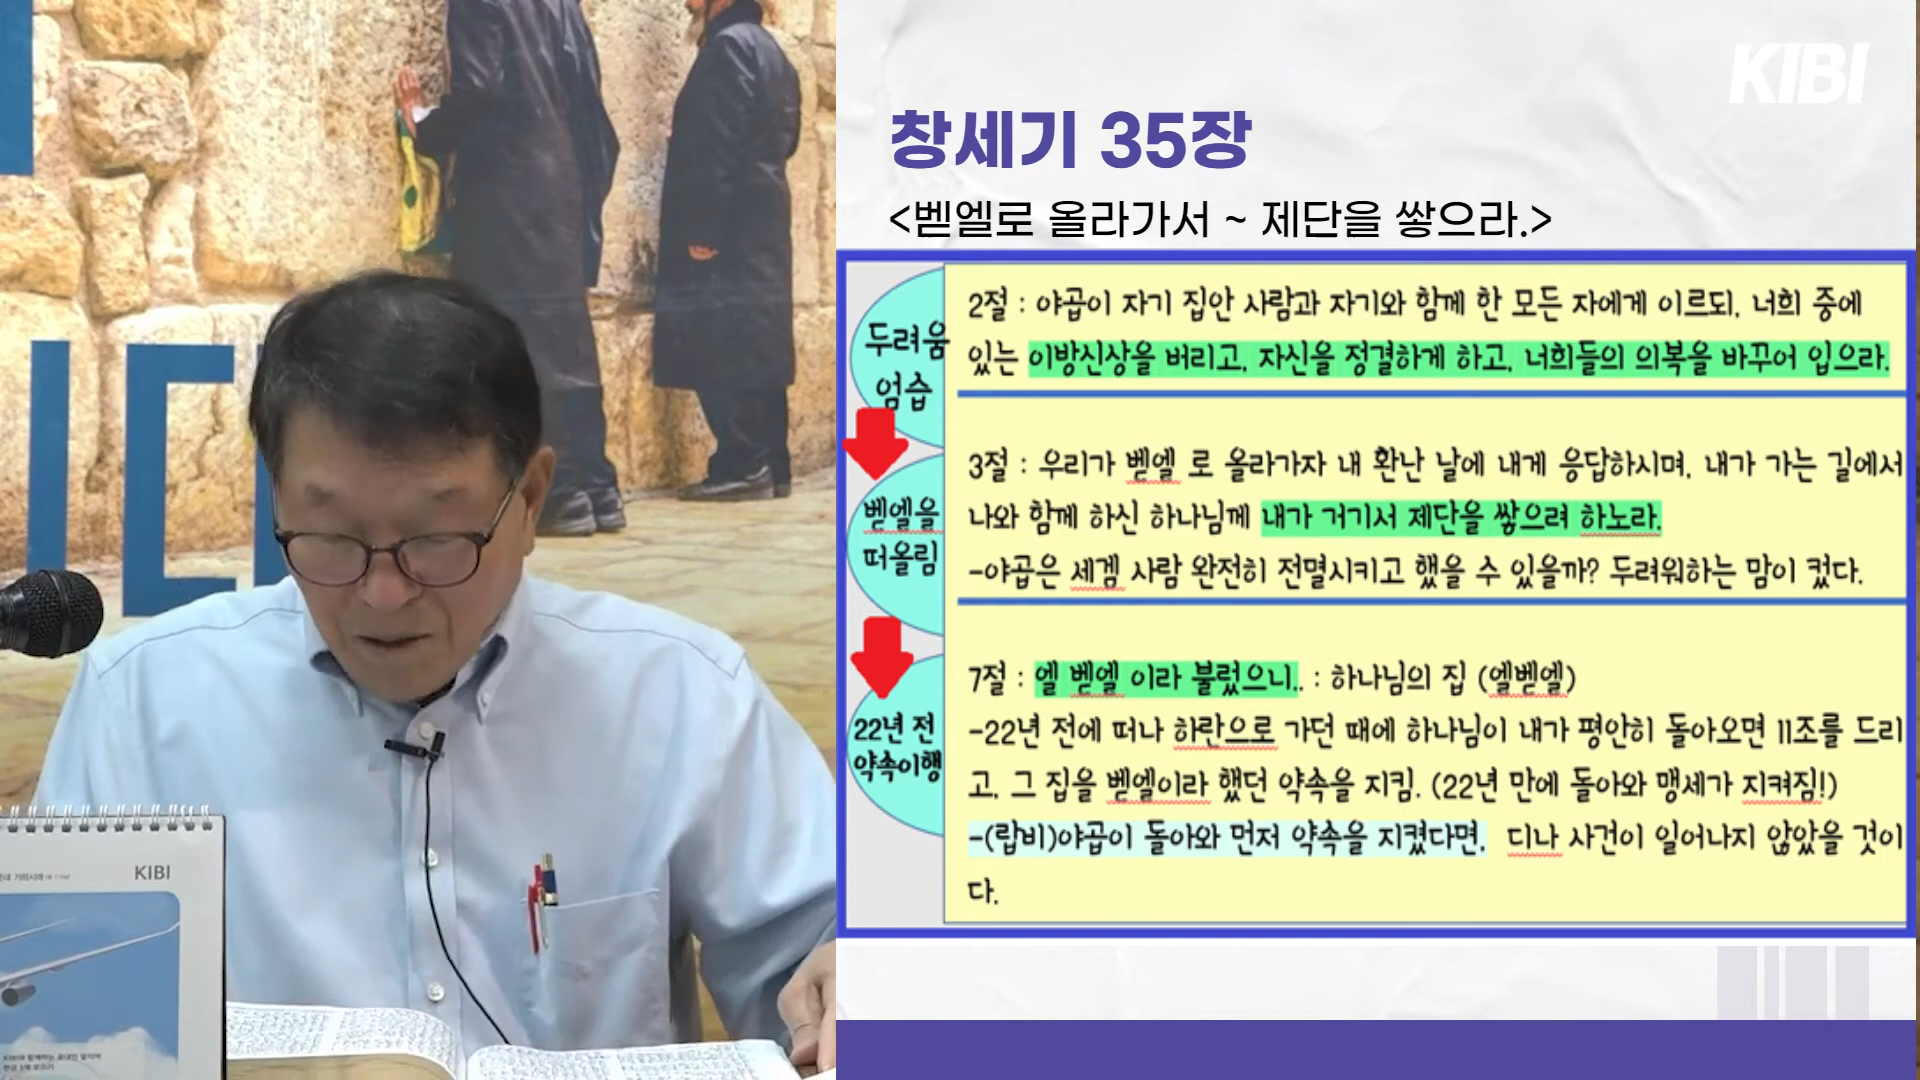 KIBI
창세기 35장
<벧엘로 올라가서 ~ 제단을 쌓으라.>
두려움
엄습
2절 : 야곱이 자기 집안 사람과 자기와 함께 한 모든 자에게 이르되, 너희 중에
있는 이방신상을 버리고, 자신을 정결하게 하고, 너희들의 의복을 바꾸어 입으라.
벧엘을
떠올림
3절 : 우리가 벧엘 로 올라가자 내 환난 날에 내게 응답하시며, 내가 가는 길에서
나와 함께 하신 하나님께 내가 거기서 제단을 쌓으려 하노라.
-야곱은 세겜 사람 완전히 전멸시키고 했을 수 있을까? 두려워하는 맘이 컸다.
22년 전
약속이행
7절 : 엘 벧엘 이라 불렀으니.. : 하나님의 집 (엘벧엘)
-22년 전에 떠나 하란으로 가던 때에 하나님이 내가 평안히 돌아오면 11조를 드리
고, 그 집을 벧엘이라 했던 약속을 지킴. (22년 만에 돌아와 맹세가 지켜짐!)
-(랍비)야곱이 돌아와 먼저 약속을 지켰다면, 디나 사건이 일어나지 않았을 것이
다.
KIBI